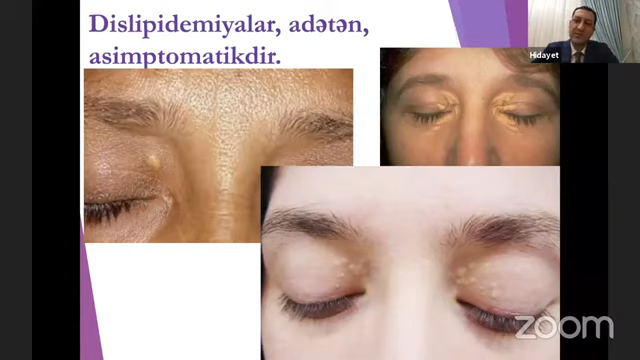 Dislipidemiyalar, adətən,
asimptomatikdir.
Hidayet
zoom